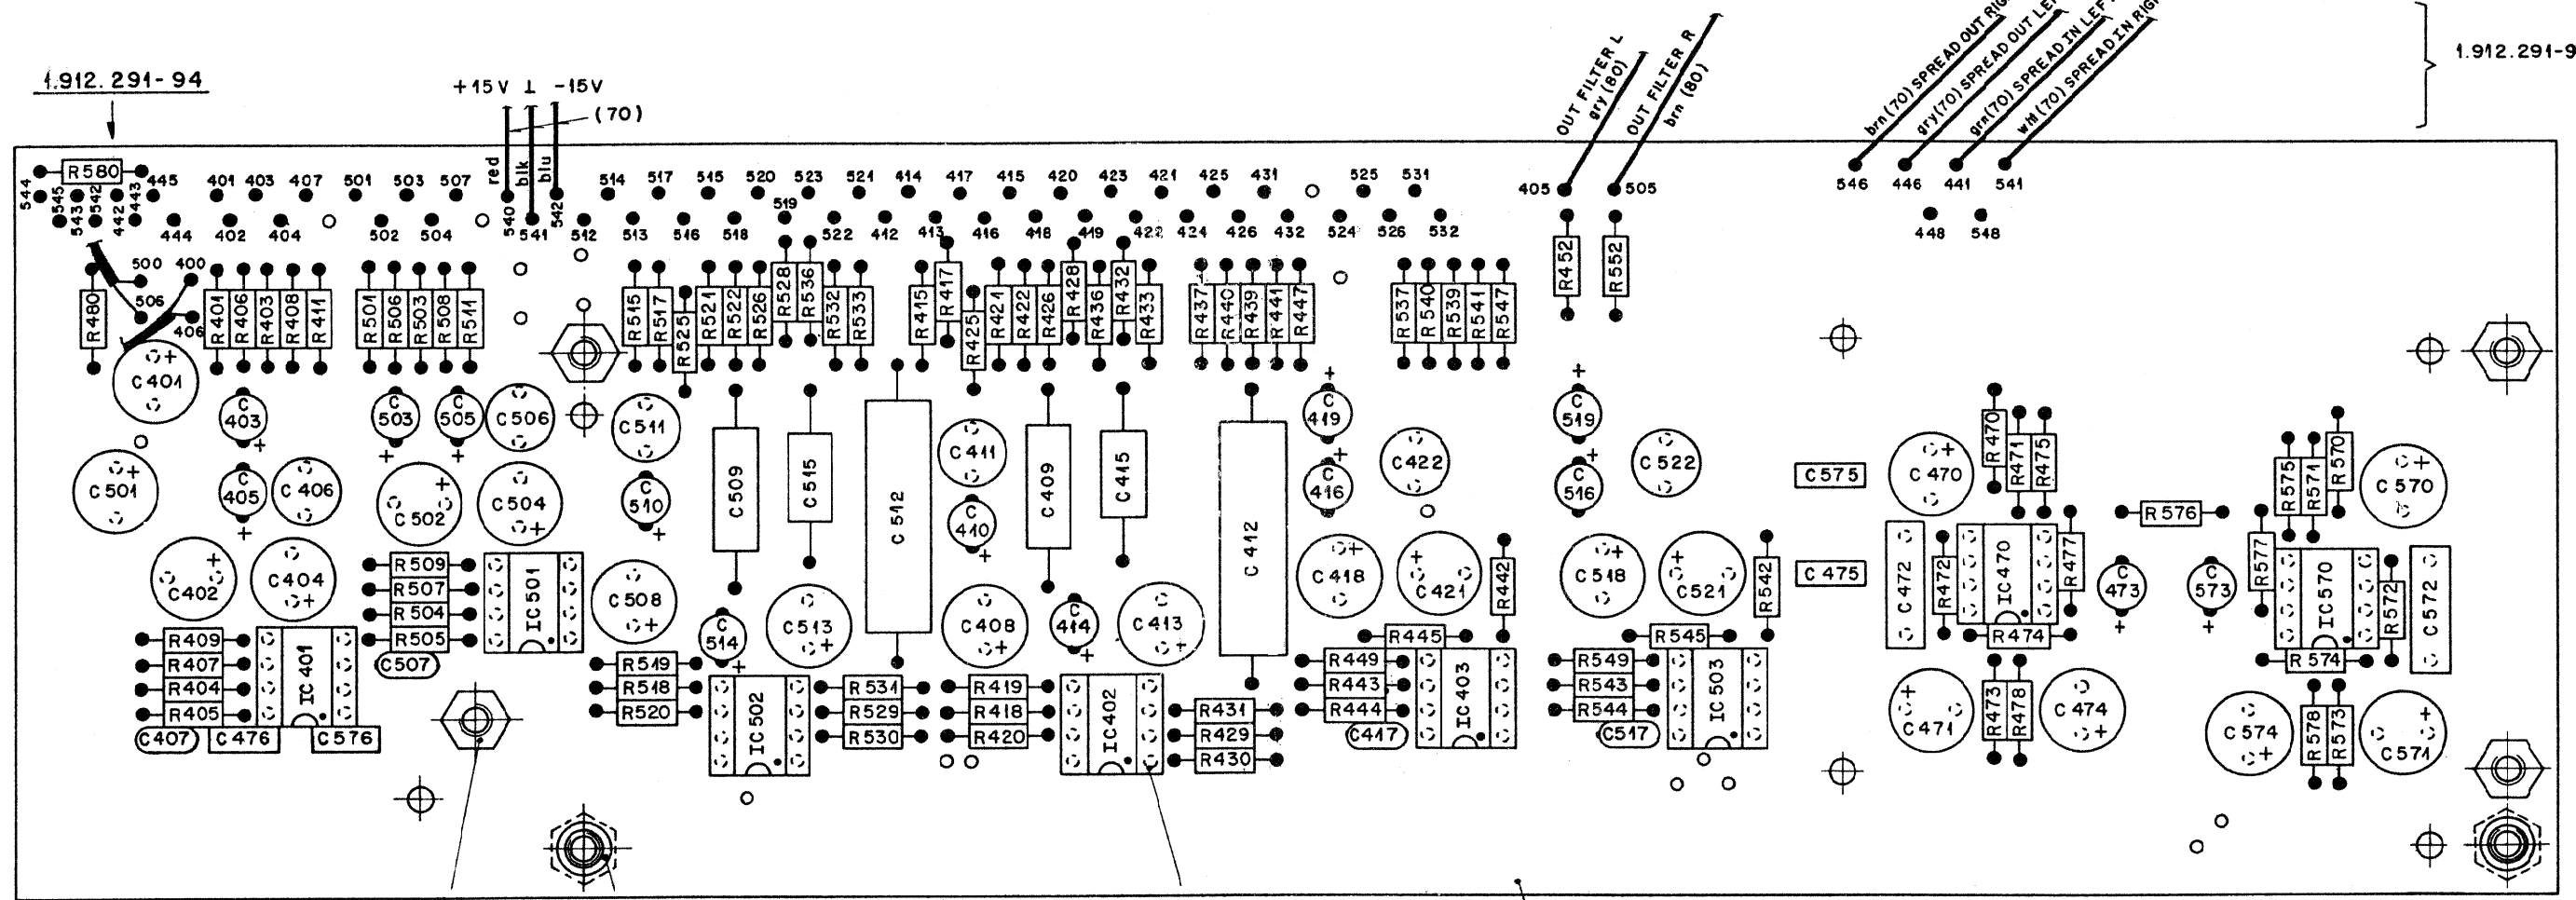 1.912.291-94
+15V ⊥ -15V
(70)
red
blk
blu
OUT FILTER L
gry (80)
OUT FILTER R
brn (80)
brn (70) SPREAD OUT
gry (70) SPREAD OUT
grn (70) SPREAD IN LEFT
wht (70) SPREAD IN
1.912.291-9
R580
544 545 543 542 442 443 445 401 403 407 501 503 507 540 542 514 517 515 520 523 521 414 417 415 420 423 421 425 431 525 531 405 505 546 446 441 541
444 402 404 502 504 541 512 513 516 518 519 522 412 413 416 418 419 422 424 426 432 524 526 532 448 548
500 400
506 406
R480 R401 R406 R403 R408 R411 R501 R506 R503 R508 R511 R515 R517 R525 R521 R522 R526 R528 R536 R532 R533 R415 R417 R425 R421 R422 R426 R428 R436 R432 R433 R437 R440 R439 R441 R447 R537 R540 R539 R541 R547 R452 R552
C401 + C403 + C503 + C505 + C506 C511 C419 + C519 + R470 R471 R475 R575 R571 R570
C501 + C405 + C406 C502 + C504 + C510 + C509 C515 C512 C411 C410 + C409 C415 C412 C416 + C422 C516 + C522 C575 C470 + R576 C570 +
C402 + C404 + R509 IC501 C508 + C418 + C421 + R442 C518 + C521 + R542 C475 C472 R472 IC470 R477 C473 + C573 + R577 IC570 R572 C572
R507
R504
R505
C507
R409 IC401
R407
R404
R405
C407 C476 C576
C514 + C513 + C408 + C414 + C413 +
R519 IC502 R531 R419 IC402 R431
R518 R529 R418 R429
R520 R530 R420 R430
R445 R545 R474 R574
R449 IC403 R549 IC503
R443 R543
R444 R544
C417 C517
C471 + R473 R478 C474 + C574 + R578 R573 C571 +